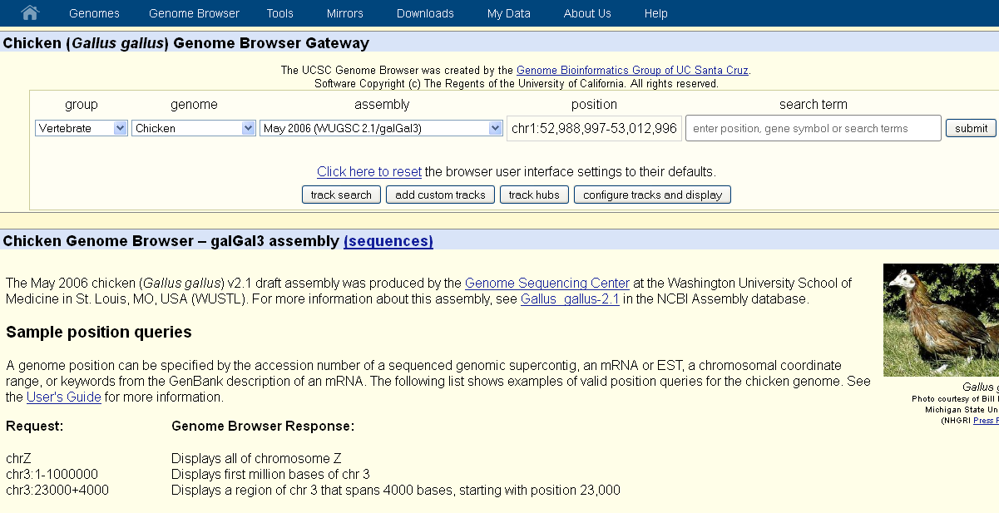 Genomes Genome Browser Tools Mirrors Downloads My Data About Us Help
Chicken (Gallus gallus) Genome Browser Gateway
The UCSC Genome Browser was created by the Genome Bioinformatics Group of UC Santa Cruz.
Software Copyright (c) The Regents of the University of California. All rights reserved.
group genome assembly position search term
Vertebrate Chicken May 2006 (WUGSC 2.1/galGal3) chr1:52,988,997-53,012,996 enter position, gene symbol or search terms submit
Click here to reset the browser user interface settings to their defaults.
track search add custom tracks track hubs configure tracks and display
Chicken Genome Browser – galGal3 assembly (sequences)
The May 2006 chicken (Gallus gallus) v2.1 draft assembly was produced by the Genome Sequencing Center at the Washington University School of
Medicine in St. Louis, MO, USA (WUSTL). For more information about this assembly, see Gallus_gallus-2.1 in the NCBI Assembly database.
Sample position queries
A genome position can be specified by the accession number of a sequenced genomic supercontig, an mRNA or EST, a chromosomal coordinate
range, or keywords from the GenBank description of an mRNA. The following list shows examples of valid position queries for the chicken genome. See
the User's Guide for more information.
Gallus g
Photo courtesy of Bill
Michigan State Un
(NHGRI Press
Request: Genome Browser Response:
chrZ Displays all of chromosome Z
chr3:1-1000000 Displays first million bases of chr 3
chr3:23000+4000 Displays a region of chr 3 that spans 4000 bases, starting with position 23,000